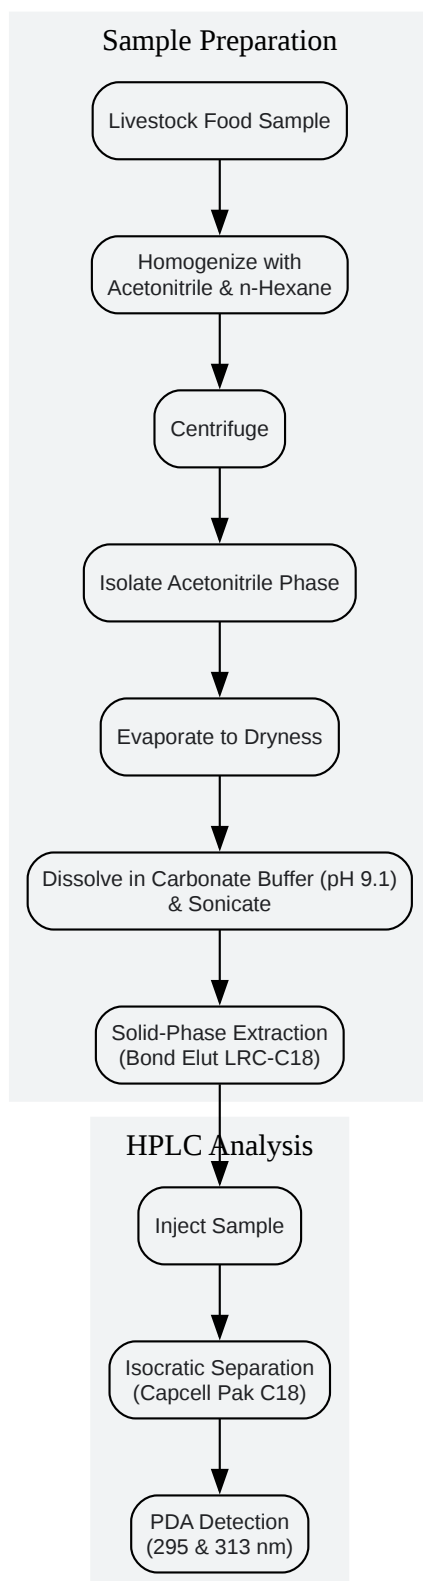 Sample Preparation
Livestock Food Sample
Homogenize with
Acetonitrile & n-Hexane
Centrifuge
Isolate Acetonitrile Phase
Evaporate to Dryness
Dissolve in Carbonate Buffer (pH 9.1)
& Sonicate
Solid-Phase Extraction
(Bond Elut LRC-C18)
HPLC Analysis
Inject Sample
Isocratic Separation
(Capcell Pak C18)
PDA Detection
(295 & 313 nm)